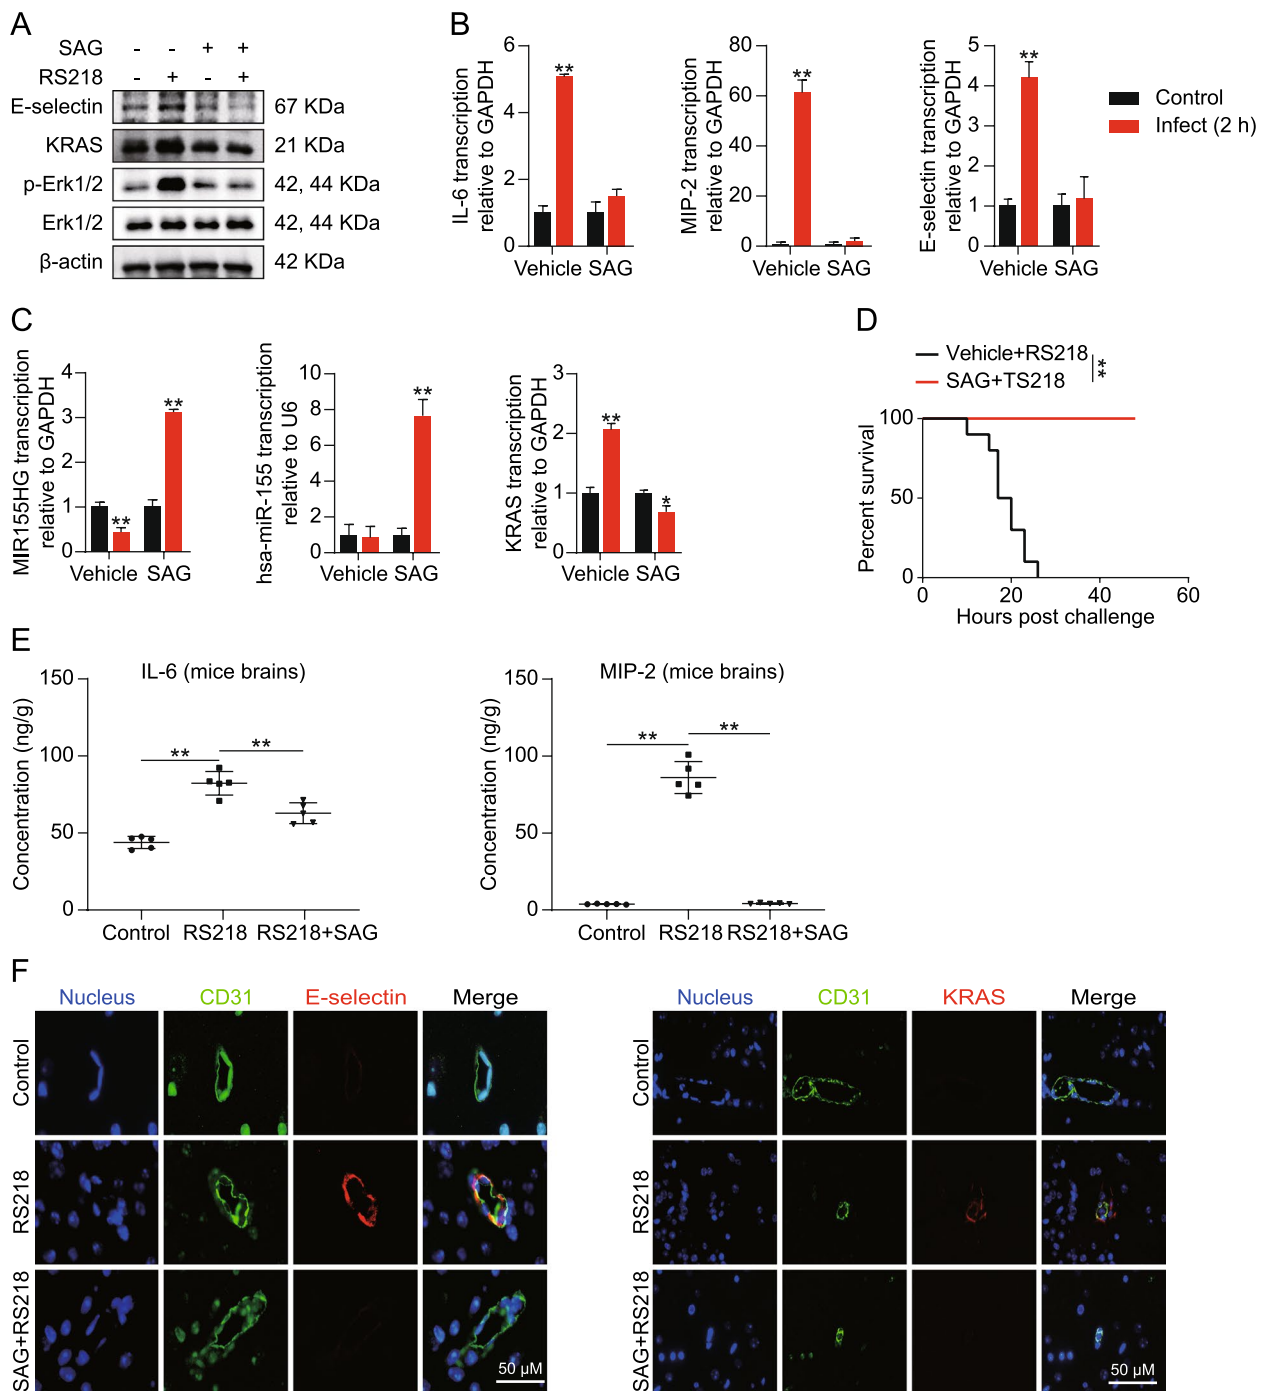 A
SAG - - + +
RS218 - + - +
E-selectin 67 KDa
KRAS 21 KDa
p-Erk1/2 42, 44 KDa
Erk1/2 42, 44 KDa
β-actin 42 KDa
B
IL-6 transcription
relative to GAPDH
6
4
2
0
**
Vehicle SAG
MIP-2 transcription
relative to GAPDH
80
60
40
20
0
**
Vehicle SAG
E-selectin transcription
relative to GAPDH
5
4
3
2
1
0
**
Vehicle SAG
Control
Infect (2 h)
C
MIR155HG transcription
relative to GAPDH
4
3
2
1
0
**
**
Vehicle SAG
hsa-miR-155 transcription
relative to U6
10
8
6
4
2
0
**
Vehicle SAG
KRAS transcription
relative to GAPDH
3
2
1
0
**
*
Vehicle SAG
D
Vehicle+RS218
SAG+TS218
**
Percent survival
100
50
0
0 20 40 60
Hours post challenge
E
IL-6 (mice brains)
Concentration (ng/g)
150
100
50
0
** **
Control RS218 RS218+SAG
MIP-2 (mice brains)
Concentration (ng/g)
150
100
50
0
** **
Control RS218 RS218+SAG
F
Nucleus CD31 E-selectin Merge
Control
RS218
SAG+RS218
50 µM
Nucleus CD31 KRAS Merge
Control
RS218
SAG+RS218
50 µM